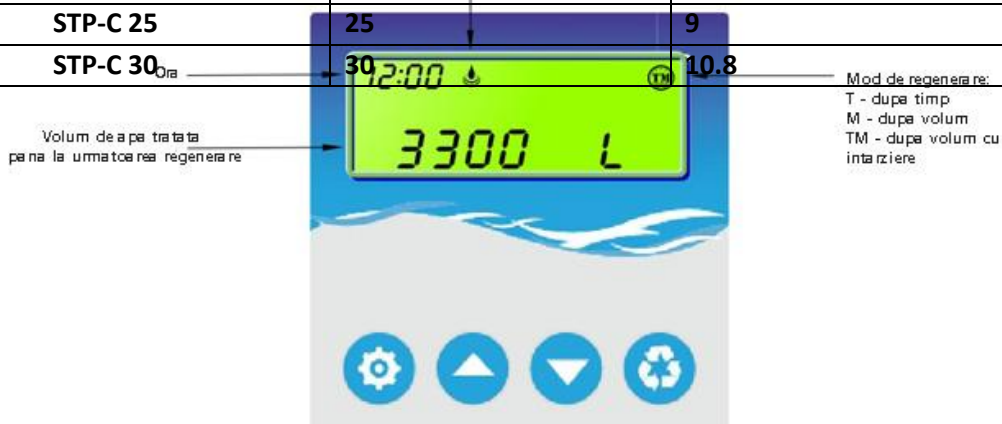 STP-C 25 25 9
STP-C 30 30 10.8
Ora
12:00 TM
Mod de regenerare:
T - dupa timp
M - dupa volum
TM - dupa volum cu
intarziere
Volum de apa tratata
pana la urmatoarea regenerare
3300 L